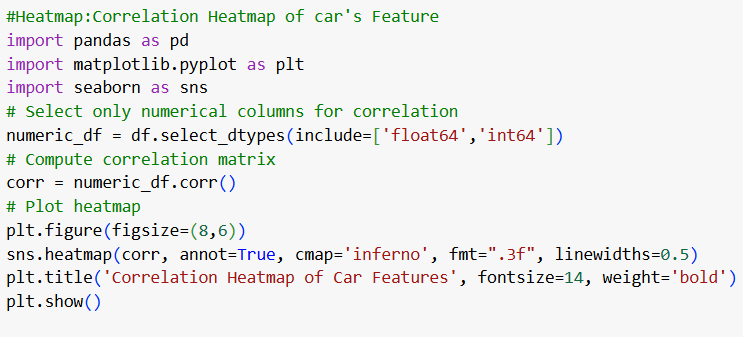 #Heatmap:Correlation Heatmap of car's Feature
import pandas as pd
import matplotlib.pyplot as plt
import seaborn as sns
# Select only numerical columns for correlation
numeric_df = df.select_dtypes(include=['float64','int64'])
# Compute correlation matrix
corr = numeric_df.corr()
# Plot heatmap
plt.figure(figsize=(8,6))
sns.heatmap(corr, annot=True, cmap='inferno', fmt=".3f", linewidths=0.5)
plt.title('Correlation Heatmap of Car Features', fontsize=14, weight='bold')
plt.show()